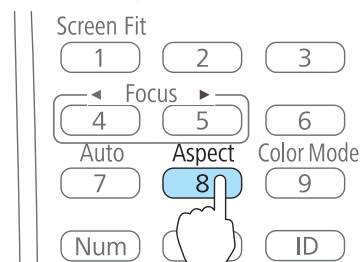 Screen Fit
1 2 3
◄ Focus ►
4 5 6
Auto Aspect Color Mode
7 8 9
Num ID